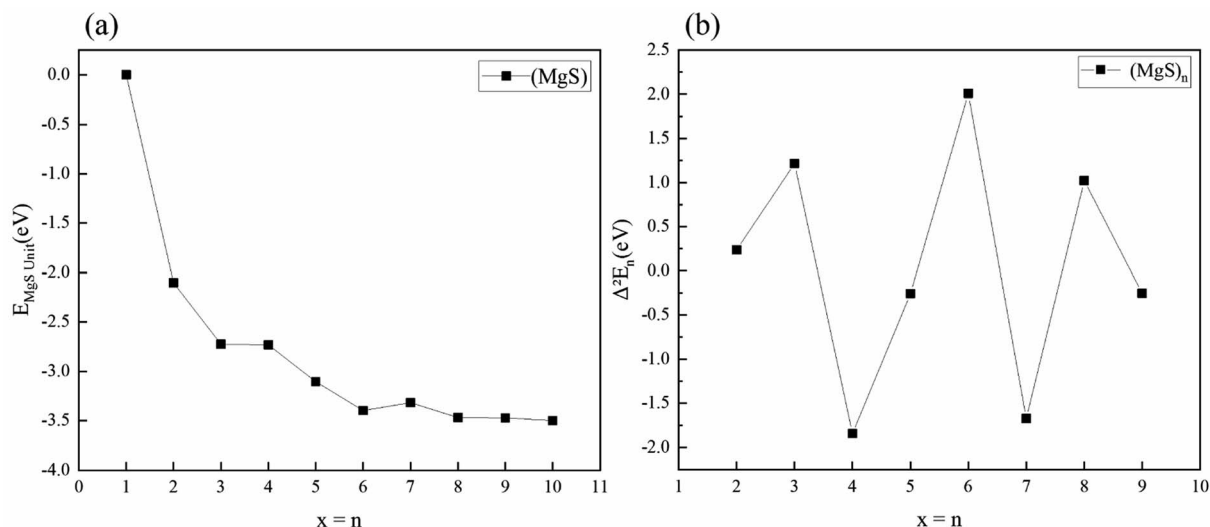 (a)
(MgS)
0.0
-1.0
-1.5
-2.0
-2.5
-3.0
-3.5
-4.0
E_MgS Unit(eV)
0 1 2 3 4 5 6 7 8 9 10 11
x = n
(b)
(MgS)ₙ
2.5
2.0
1.5
1.0
0.5
0.0
-0.5
-1.0
-1.5
-2.0
Δ²Eₙ(eV)
1 2 3 4 5 6 7 8 9 10
x = n